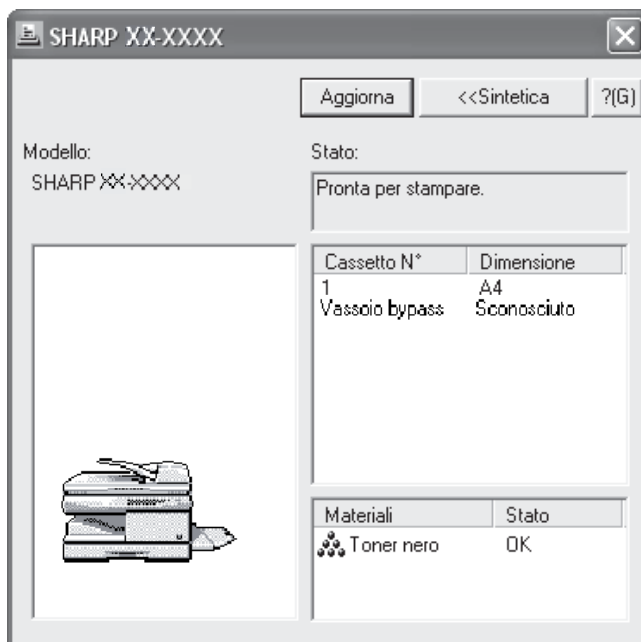 SHARP XX-XXXX
Aggiorna <<Sintetica ?(G)
Modello: Stato:
SHARP XX-XXXX Pronta per stampare.
Cassetto N° Dimensione
1 A4
Vassoio bypass Sconosciuto
Materiali Stato
Toner nero OK